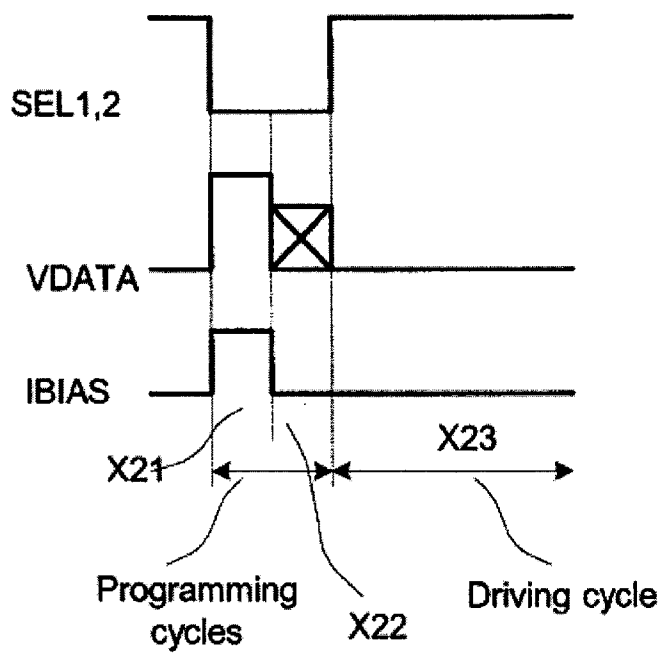 SEL1,2
VDATA
IBIAS
X21
X23
Programming
cycles
X22
Driving cycle